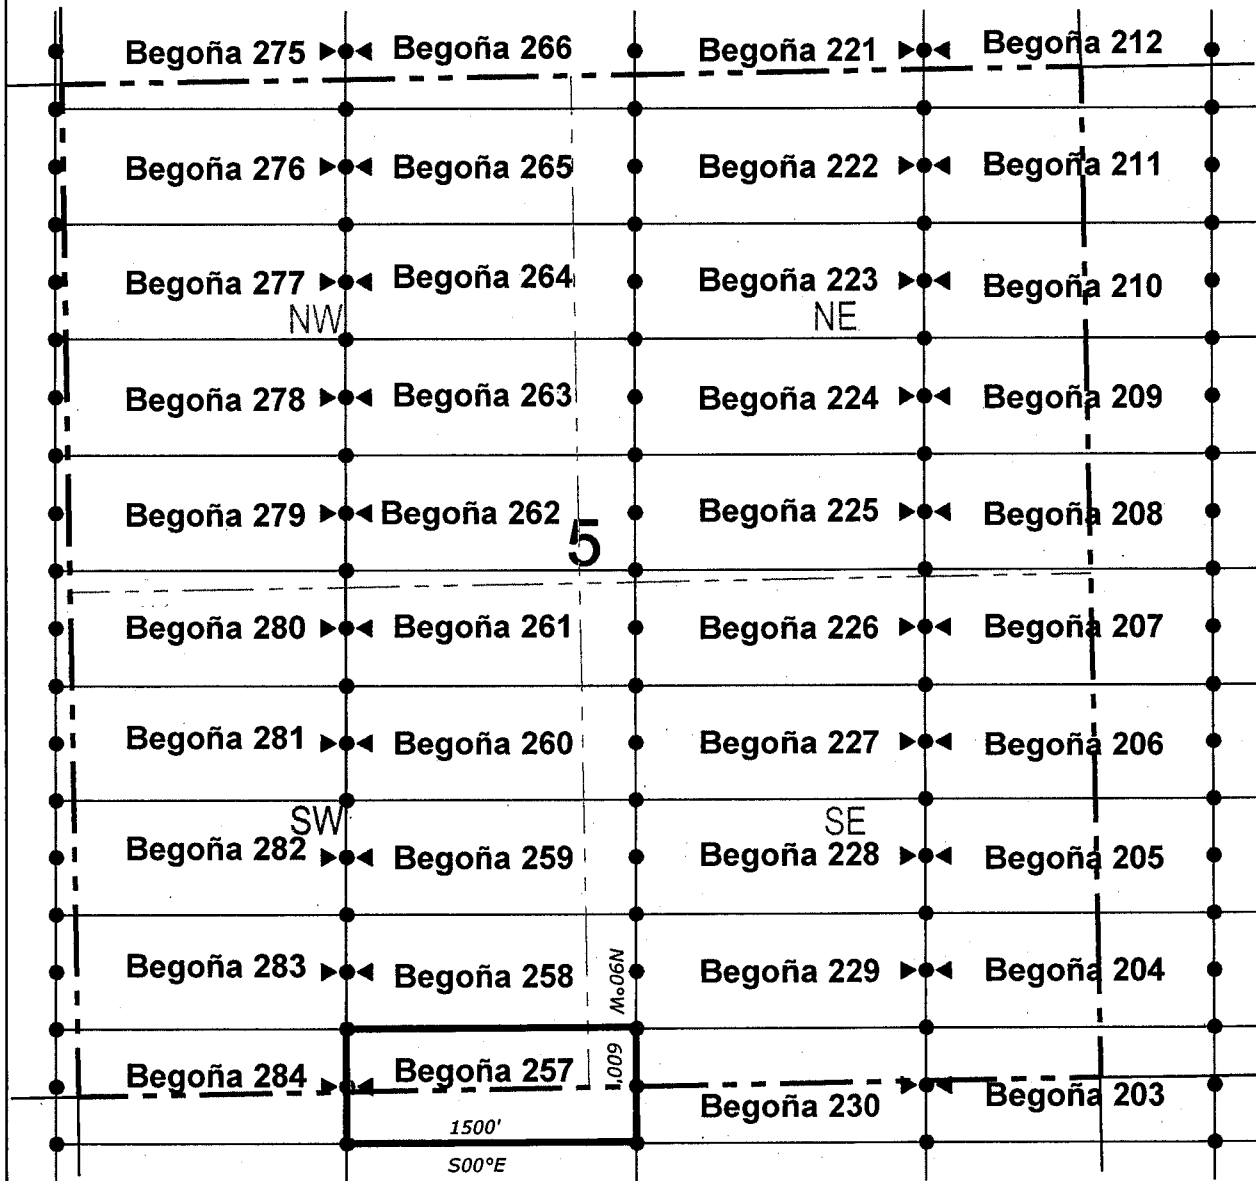 Begoña 275 Begoña 266 Begoña 221 Begoña 212
Begoña 276 Begoña 265 Begoña 222 Begoña 211
Begoña 277 Begoña 264 Begoña 223 Begoña 210
NW NE
Begoña 278 Begoña 263 Begoña 224 Begoña 209
Begoña 279 Begoña 262 Begoña 225 Begoña 208
5
Begoña 280 Begoña 261 Begoña 226 Begoña 207
Begoña 281 Begoña 260 Begoña 227 Begoña 206
SW SE
Begoña 282 Begoña 259 Begoña 228 Begoña 205
Begoña 283 Begoña 258 Begoña 229 Begoña 204
N90°W
600'
Begoña 284 Begoña 257 Begoña 230 Begoña 203
1500'
S00°E